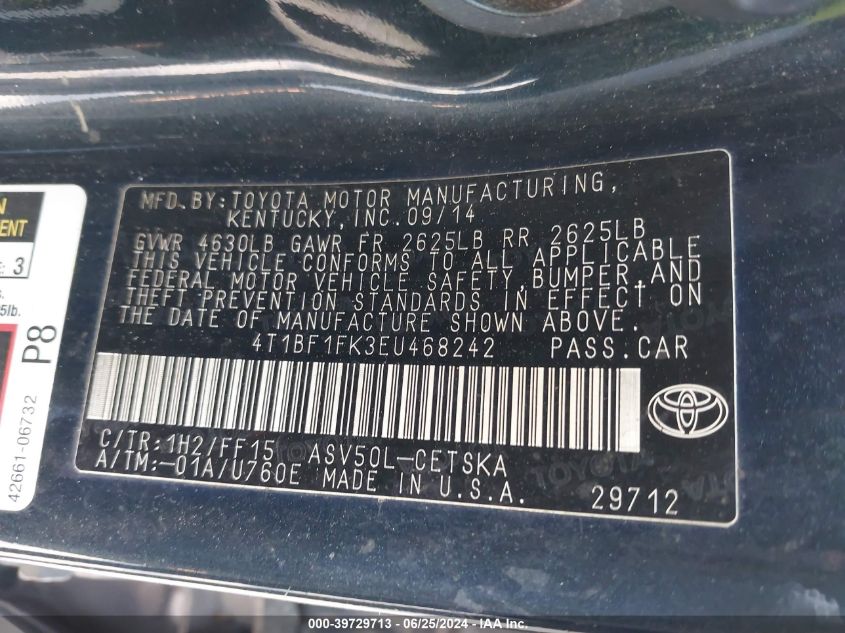 MFD. BY: TOYOTA MOTOR MANUFACTURING,
KENTUCKY, INC. 09/14
GVWR 4630LB GAWR FR 2625LB RR 2625LB
THIS VEHICLE CONFORMS TO ALL APPLICABLE
FEDERAL MOTOR VEHICLE SAFETY, BUMPER, AND
THEFT PREVENTION STANDARDS IN EFFECT ON
THE DATE OF MANUFACTURE SHOWN ABOVE.
4T1BF1FK3EU468242 PASS. CAR
C/TR: 1H2/FF15 ASV50L-CETSKA
A/TM: -01A/U760E MADE IN U.S.A.
29712
3
5lb.
P8
42661-06732
000-39729713 - 06/25/2024 - IAA, Inc.